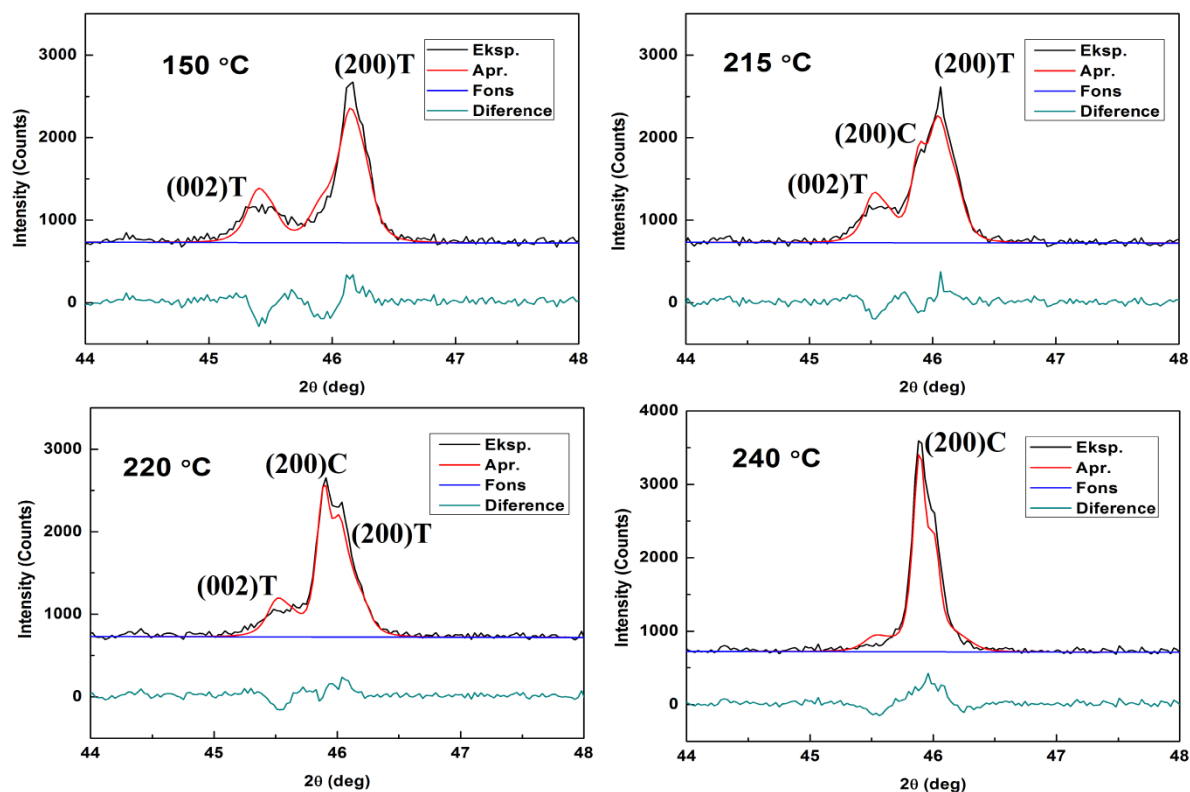 150 °C
(200)T
(002)T
Eksp.
Apr.
Fons
Diference
3000
2000
1000
0
Intensity (Counts)
44 45 46 47 48
2θ (deg)
215 °C
(200)T
(200)C
(002)T
Eksp.
Apr.
Fons
Diference
3000
2000
1000
0
Intensity (Counts)
44 45 46 47 48
2θ (deg)
220 °C
(200)C
(200)T
(002)T
Eksp.
Apr.
Fons
Diference
3000
2000
1000
0
Intensity (Counts)
44 45 46 47 48
2θ (deg)
240 °C
(200)C
Eksp.
Apr.
Fons
Diference
4000
3000
2000
1000
0
Intensity (Counts)
44 45 46 47 48
2θ (deg)